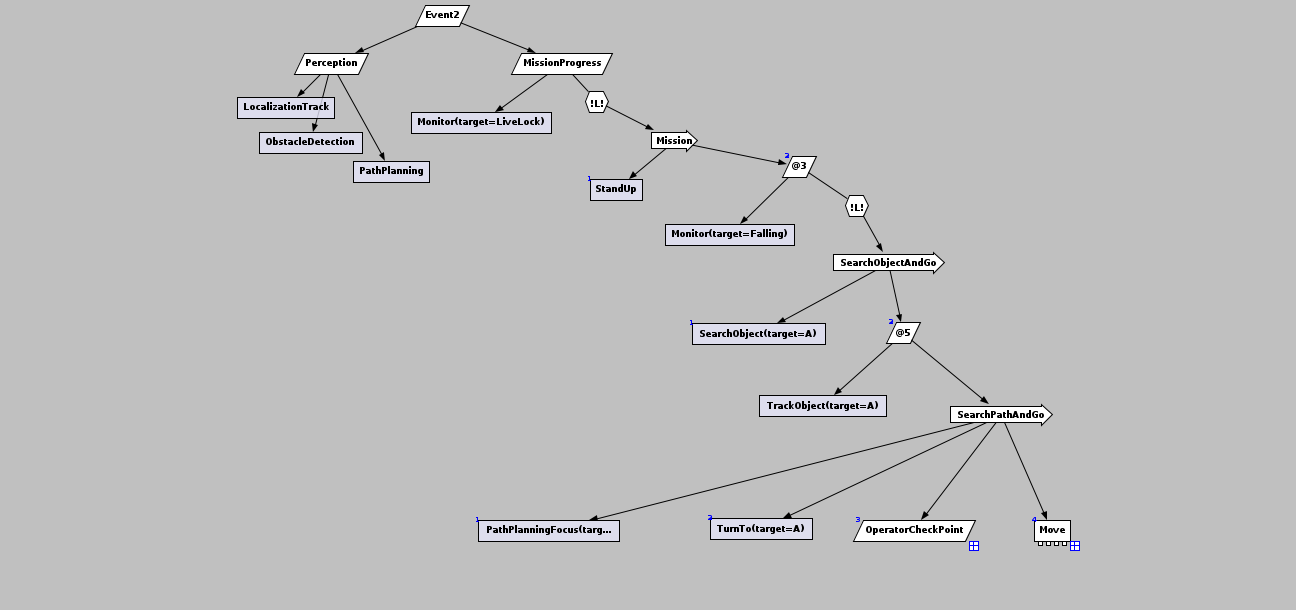 Event2
Perception
MissionProgress
LocalizationTrack
!L!
Monitor(target=LiveLock)
ObstacleDetection
Mission
PathPlanning
2
@3
1
StandUp
!L!
Monitor(target=Falling)
SearchObjectAndGo
1
SearchObject(target=A)
2
@5
TrackObject(target=A)
SearchPathAndGo
1
PathPlanningFocus(targ...
2
TurnTo(target=A)
3
OperatorCheckPoint
4
Move